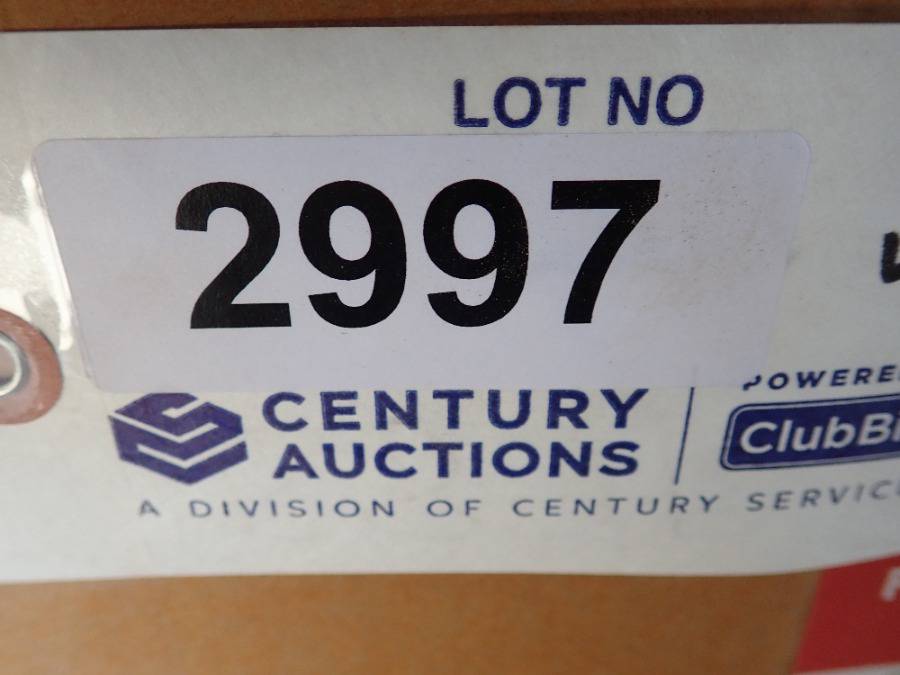 LOT NO
2997
CENTURY
AUCTIONS
A DIVISION OF CENTURY